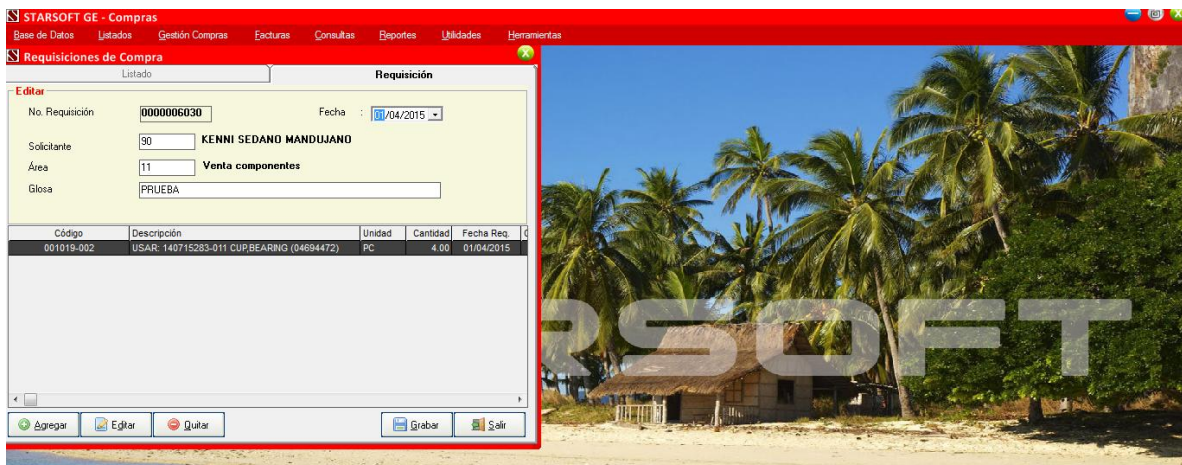 STARSOFT GE - Compras
Base de Datos Listados Gestión Compras Facturas Consultas Reportes Utilidades Herramientas
Requisiciones de Compra
Listado Requisición
Editar
No. Requisición 0000006030 Fecha : 01/04/2015
Solicitante 90 KENNI SEDANO MANDUJANO
Área 11 Venta componentes
Glosa PRUEBA
Código Descripción Unidad Cantidad Fecha Req.
001019-002 USAR: 140715283-011 CUP,BEARING (04694472) PC 4.00 01/04/2015
RSOFT
Agregar Editar Quitar Grabar Salir